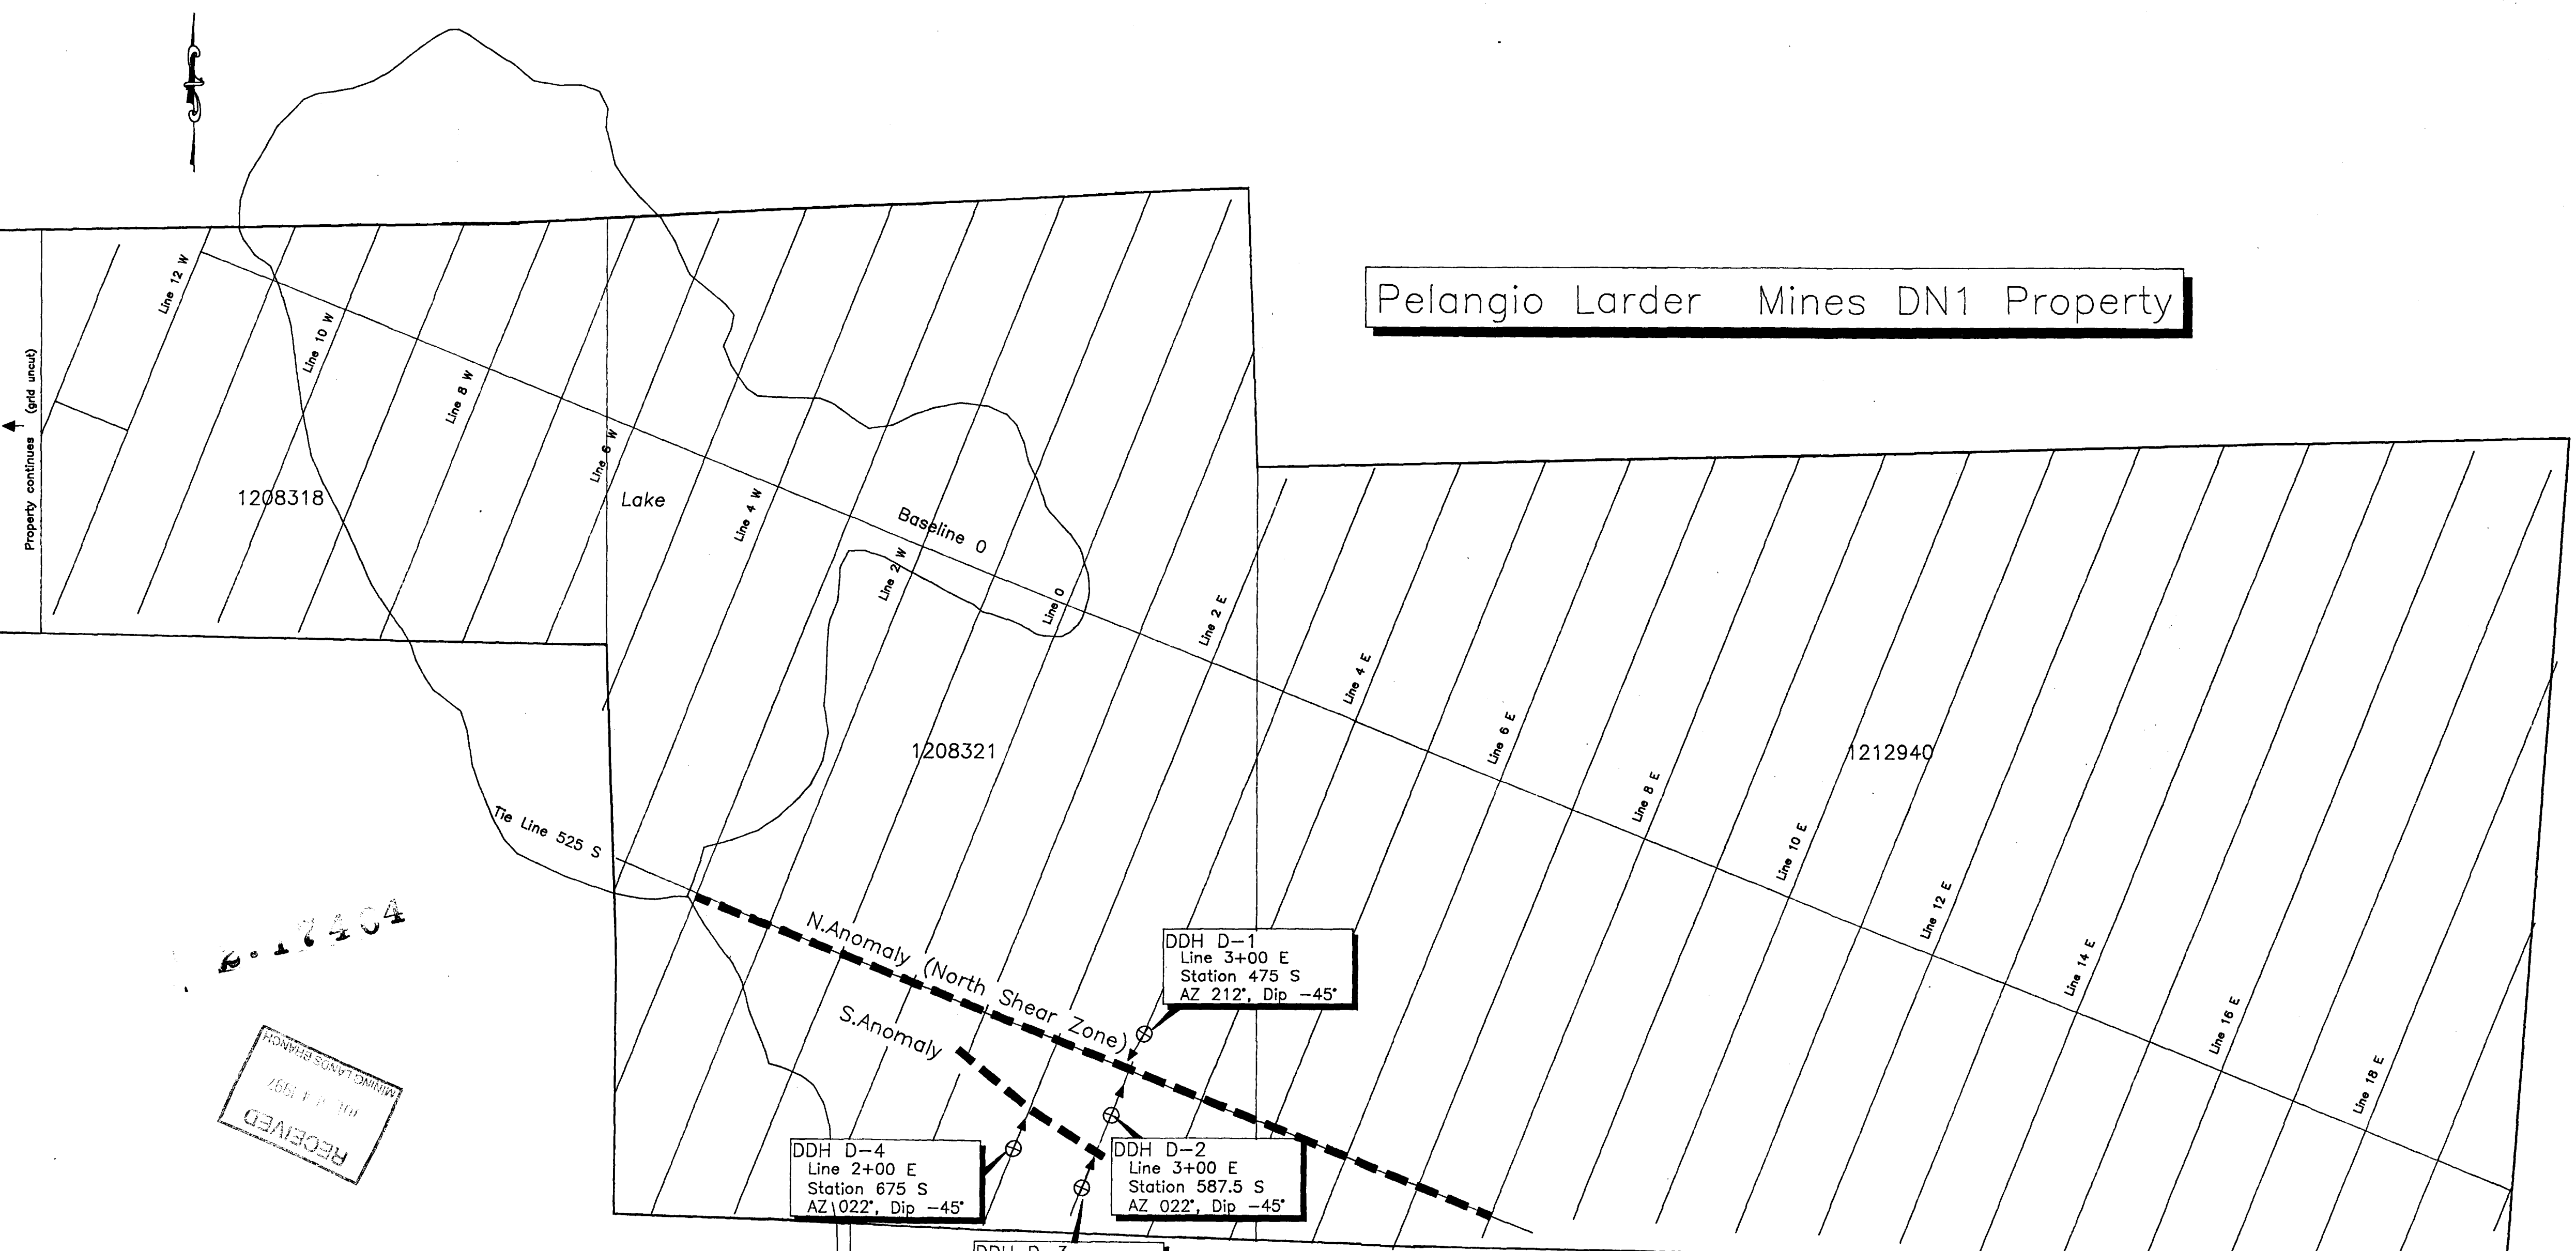 Pelangio Larder Mines DN1 Property
Property continues (grid uncut)
Line 12 W
Line 10 W
Line 8 W
Line 6 W
Line 4 W
Line 2 W
Line 0
Line 2 E
Line 4 E
Line 6 E
Line 8 E
Line 10 E
Line 12 E
Line 14 E
Line 16 E
Line 18 E
1208318
Lake
Baseline 0
1208321
1212940
Tie Line 525 S
N.Anomaly (North Shear Zone)
S.Anomaly
DDH D-1
Line 3+00 E
Station 475 S
AZ 212°, Dip -45°
DDH D-4
Line 2+00 E
Station 675 S
AZ 022°, Dip -45°
DDH D-2
Line 3+00 E
Station 587.5 S
AZ 022°, Dip -45°
DDH D-3
RECEIVED
1997
MINING LANDS BRANCH